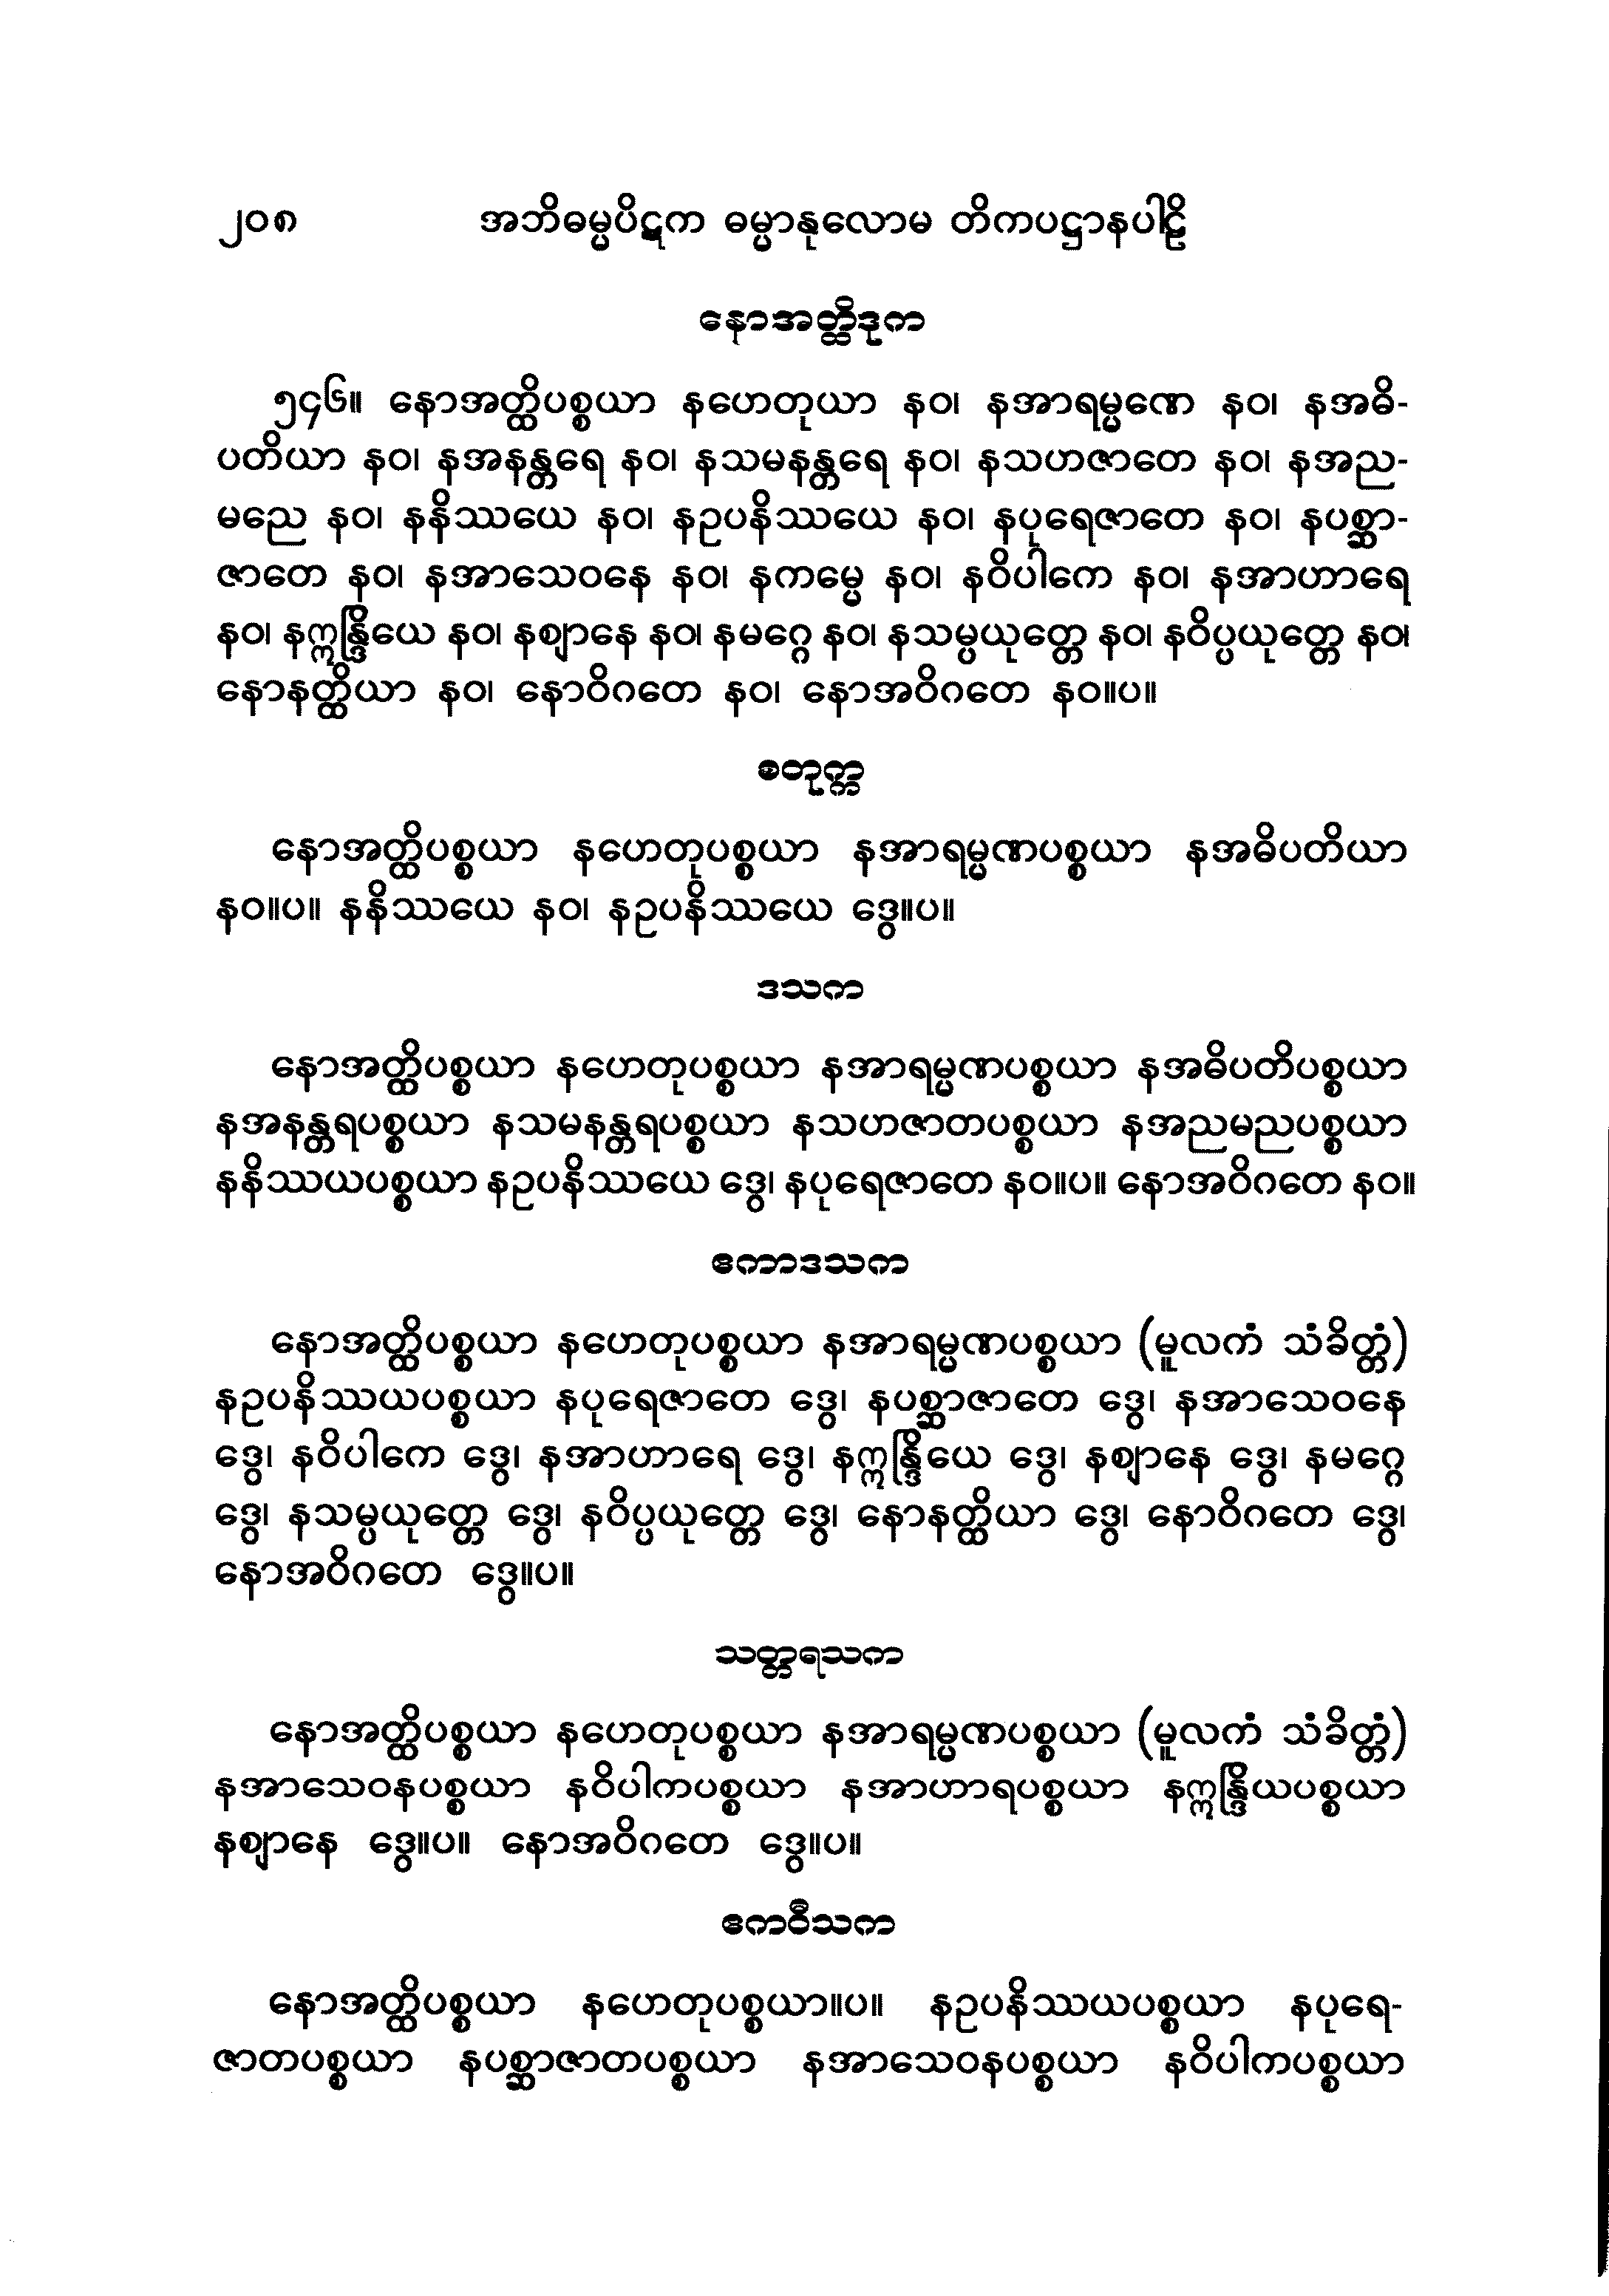 ၂၀၈ အဘိဓမ္မပိဋက ဓမ္မာနုလောမ တိကပဋ္ဌာနပါဠိ
နောအတ္ထိဒုက
၅၄၆။ နောအတ္ထိပစ္စယာ နဟေတုယာ နဝ၊ နအာရမ္မဏေ နဝ၊ နအဓိ-
ပတိယာ နဝ၊ နအနန္တရေ နဝ၊ နသမနန္တရေ နဝ၊ နသဟဇာတေ နဝ၊ နအည-
မညေ နဝ၊ နနိဿယေ နဝ၊ နဥပနိဿယေ နဝ၊ နပုရေဇာတေ နဝ၊ နပစ္ဆာ-
ဇာတေ နဝ၊ နအာသေဝနေ နဝ၊ နကမ္မေ နဝ၊ နဝိပါကေ နဝ၊ နအာဟာရေ
နဝ၊ နဣန္ဒြိယေ နဝ၊ နဈာနေ နဝ၊ နမဂ္ဂေ နဝ၊ နသမ္ပယုတ္တေ နဝ၊ နဝိပ္ပယုတ္တေ နဝ၊
နောနတ္ထိယာ နဝ၊ နောဝိဂတေ နဝ၊ နောအဝိဂတေ နဝ။ပ။
စတုက္က
နောအတ္ထိပစ္စယာ နဟေတုပစ္စယာ နအာရမ္မဏပစ္စယာ နအဓိပတိယာ
နဝ။ပ။ နနိဿယေ နဝ၊ နဥပနိဿယေ ဒွေ။ပ။
ဒသက
နောအတ္ထိပစ္စယာ နဟေတုပစ္စယာ နအာရမ္မဏပစ္စယာ နအဓိပတိပစ္စယာ
နအနန္တရပစ္စယာ နသမနန္တရပစ္စယာ နသဟဇာတပစ္စယာ နအညမညပစ္စယာ
နနိဿယပစ္စယာ နဥပနိဿယေ ဒွေ၊ နပုရေဇာတေ နဝ။ပ။ နောအဝိဂတေ နဝ။
ဧကာဒသက
နောအတ္ထိပစ္စယာ နဟေတုပစ္စယာ နအာရမ္မဏပစ္စယာ (မူလကံ သံခိတ္တံ)
နဥပနိဿယပစ္စယာ နပုရေဇာတေ ဒွေ၊ နပစ္ဆာဇာတေ ဒွေ၊ နအာသေဝနေ
ဒွေ၊ နဝိပါကေ ဒွေ၊ နအာဟာရေ ဒွေ၊ နဣန္ဒြိယေ ဒွေ၊ နဈာနေ ဒွေ၊ နမဂ္ဂေ
ဒွေ၊ နသမ္ပယုတ္တေ ဒွေ၊ နဝိပ္ပယုတ္တေ ဒွေ၊ နောနတ္ထိယာ ဒွေ၊ နောဝိဂတေ ဒွေ၊
နောအဝိဂတေ ဒွေ။ပ။
သတ္တရသက
နောအတ္ထိပစ္စယာ နဟေတုပစ္စယာ နအာရမ္မဏပစ္စယာ (မူလကံ သံခိတ္တံ)
နအာသေဝနပစ္စယာ နဝိပါကပစ္စယာ နအာဟာရပစ္စယာ နဣန္ဒြိယပစ္စယာ
နဈာနေ ဒွေ။ပ။ နောအဝိဂတေ ဒွေ။ပ။
ဧကဝီသက
နောအတ္ထိပစ္စယာ နဟေတုပစ္စယာ။ပ။ နဥပနိဿယပစ္စယာ နပုရေ-
ဇာတပစ္စယာ နပစ္ဆာဇာတပစ္စယာ နအာသေဝနပစ္စယာ နဝိပါကပစ္စယာ